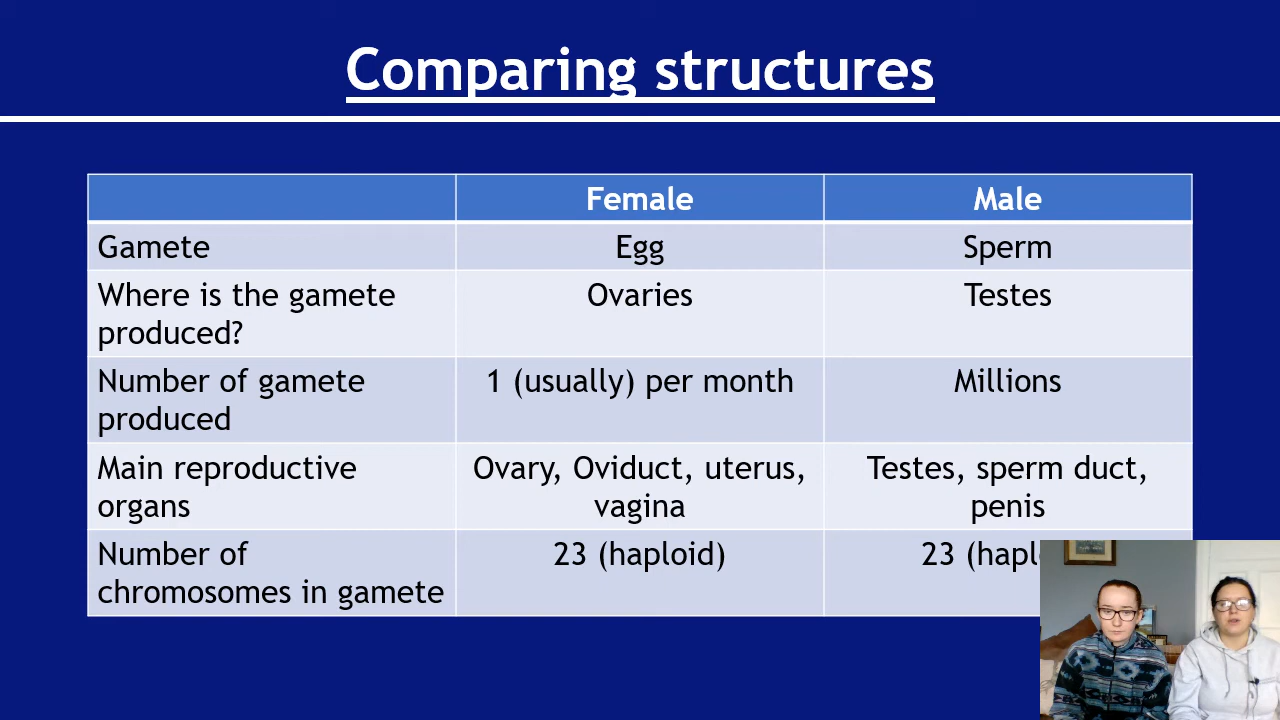 Comparing structures
Female Male
Gamete Egg Sperm
Where is the gamete Ovaries Testes
produced?
Number of gamete 1 (usually) per month Millions
produced
Main reproductive Ovary, Oviduct, uterus, Testes, sperm duct,
organs vagina penis
Number of 23 (haploid) 23
chromosomes in gamete